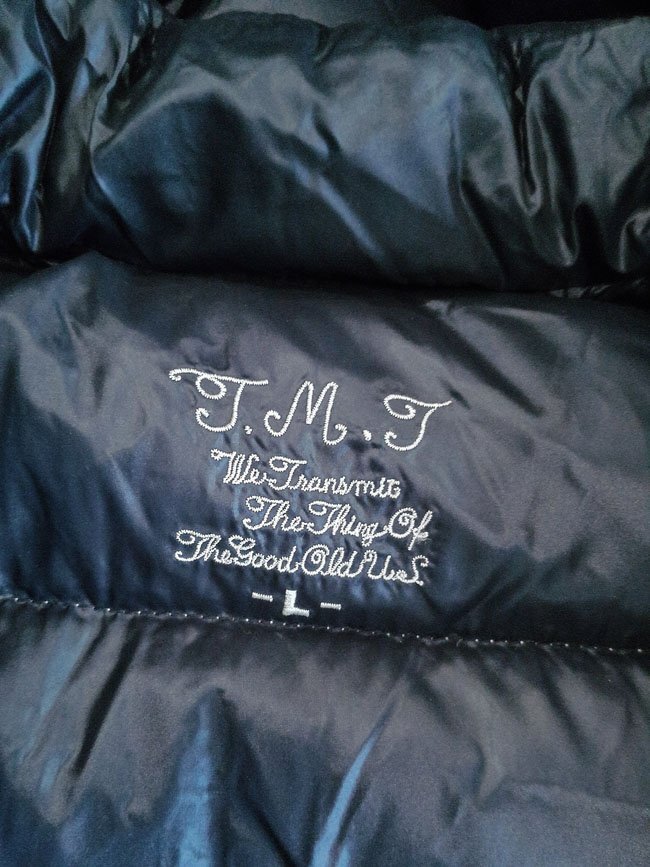 T.M.T
We Transmit
The Thing Of
The Good Old U.S.
- L -